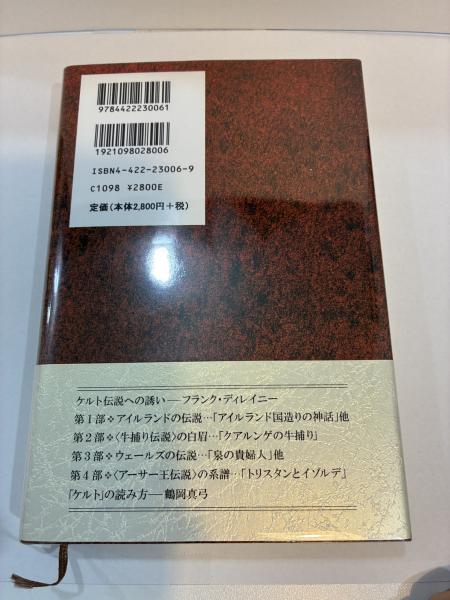 9784422230061
1921098028006
ISBN4-422-23006-9
C1098 ¥2800E
定価(本体2,800円+税)
ケルト伝説への誘い──フランク・ディレイニー
第1部❖アイルランドの伝説…「アイルランド国造りの神話」他
第2部❖〈牛捕り伝説〉の白眉…「クアルンゲの牛捕り」
第3部❖ウェールズの伝説…「泉の貴婦人」他
第4部❖〈アーサー王伝説〉の系譜…「トリスタンとイゾルデ」
「ケルト」の読み方──鶴岡真弓